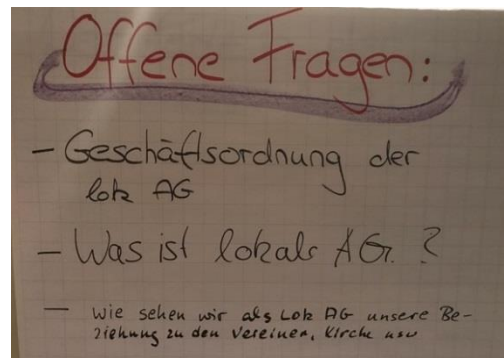 Offene Fragen:
- Geschäftsordnung der
lok AG
- Was ist lokale AG. ?
- Wie sehen wir als Lok AG unsere Be-
ziehung zu den Vereinen, Kirche usw